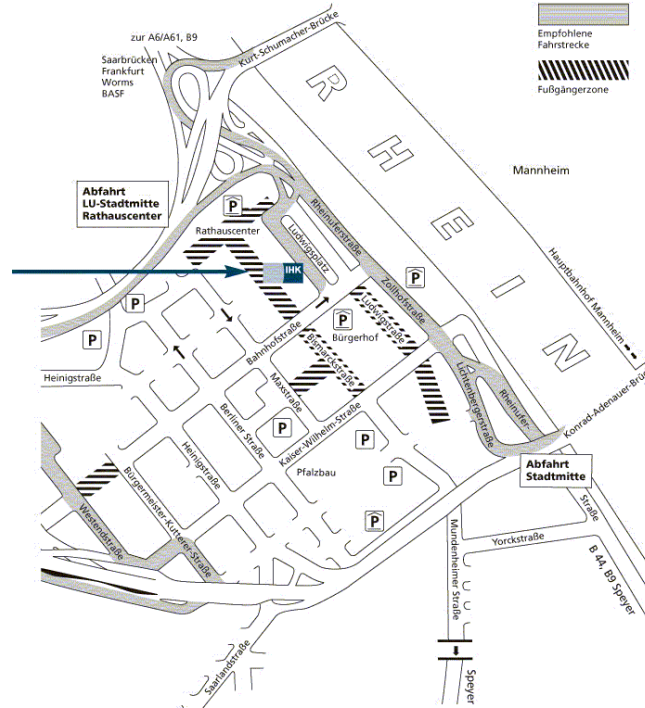 zur A6/A61, B9
Saarbrücken
Frankfurt
Worms
BASF
Kurt-Schumacher-Brücke
Empfohlene
Fahrstrecke
Fußgängerzone
R H E I N
Mannheim
Hauptbahnhof Mannheim
Abfahrt
LU-Stadtmitte
Rathauscenter
P
Rathauscenter
Rheinuferstraße
Ludwigsplatz
IHK
Zollhofstraße
P
P
P
Ludwigstraße
P
Bürgerhof
Bahnhofstraße
Bismarckstraße
Heinigstraße
Maxstraße
Lichtenbergerstraße
Rheinufer-
Konrad-Adenauer-Brü
Berliner Straße
Kaiser-Wilhelm-Straße
P
P
P
P
Pfalzbau
Heinigstraße
Abfahrt
Stadtmitte
Bürgermeister-Kutterer-Straße
Westendstraße
Straße
Mundenheimer Straße
Yorckstraße
B 44, B9 Speyer
Saarlandstraße
Speyer